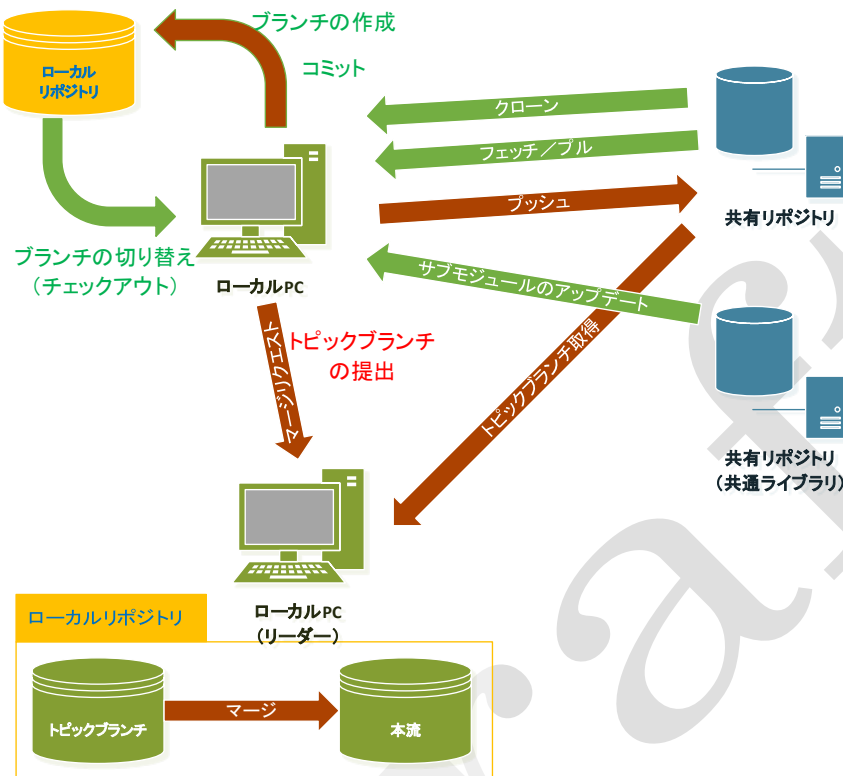 ブランチの作成
コミット
ローカル
リポジトリ
クローン
フェッチ／プル
プッシュ
共有リポジトリ
ブランチの切り替え
（チェックアウト）
ローカルPC
サブモジュールのアップデート
トピックブランチ
の提出
マージリクエスト
トピックブランチ取得
共有リポジトリ
（共通ライブラリ）
ローカルPC
（リーダー）
ローカルリポジトリ
トピックブランチ
マージ
本流